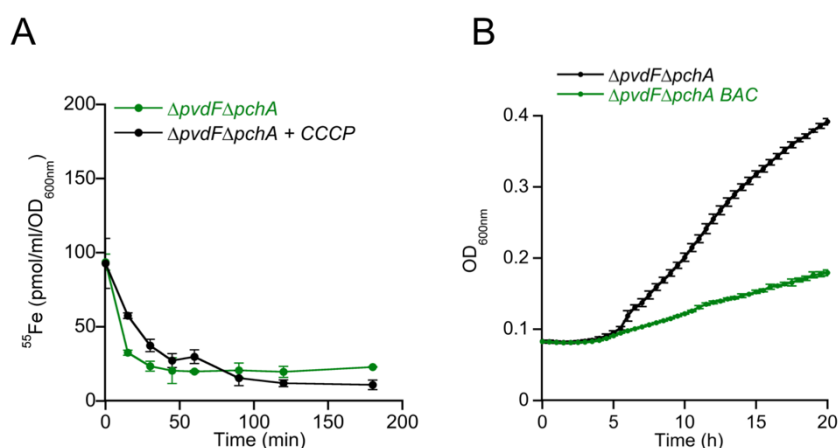 A
ΔpvdFΔpchA
ΔpvdFΔpchA + CCCP
200
150
100
50
0
⁵⁵Fe (pmol/ml/OD₆₀₀ₙₘ)
0 50 100 150 200
Time (min)
B
ΔpvdFΔpchA
ΔpvdFΔpchA BAC
0.4
0.3
0.2
0.1
0
OD₆₀₀ₙₘ
0 5 10 15 20
Time (h)